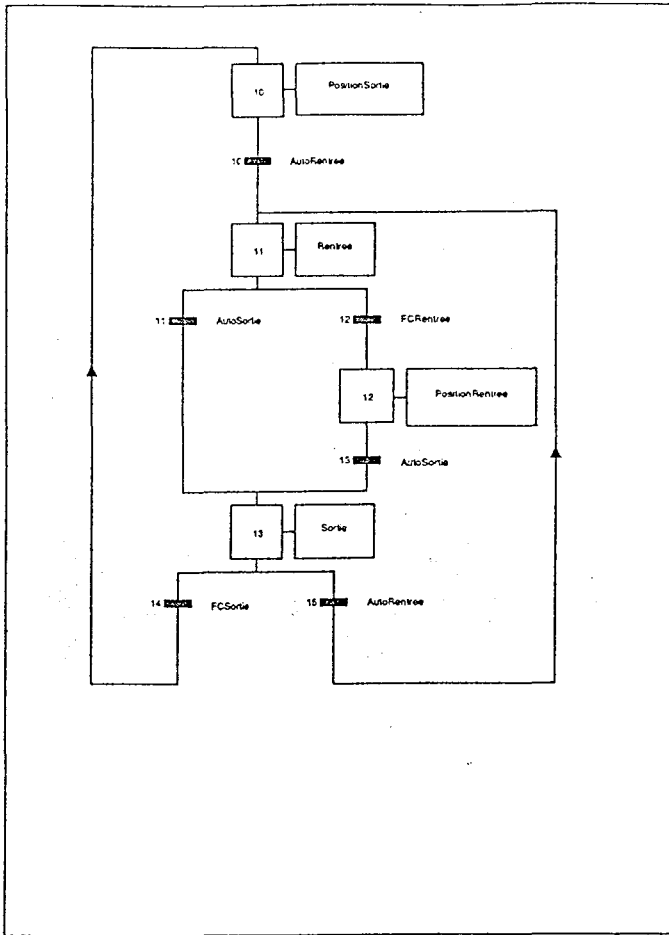 10
PositionSortie
10 AutoRentree
11
Rentree
11 AutoSortie
12 FCRentree
12
PositionRentree
13 AutoSortie
13
Sortie
14 FCSortie
15 AutoRentree